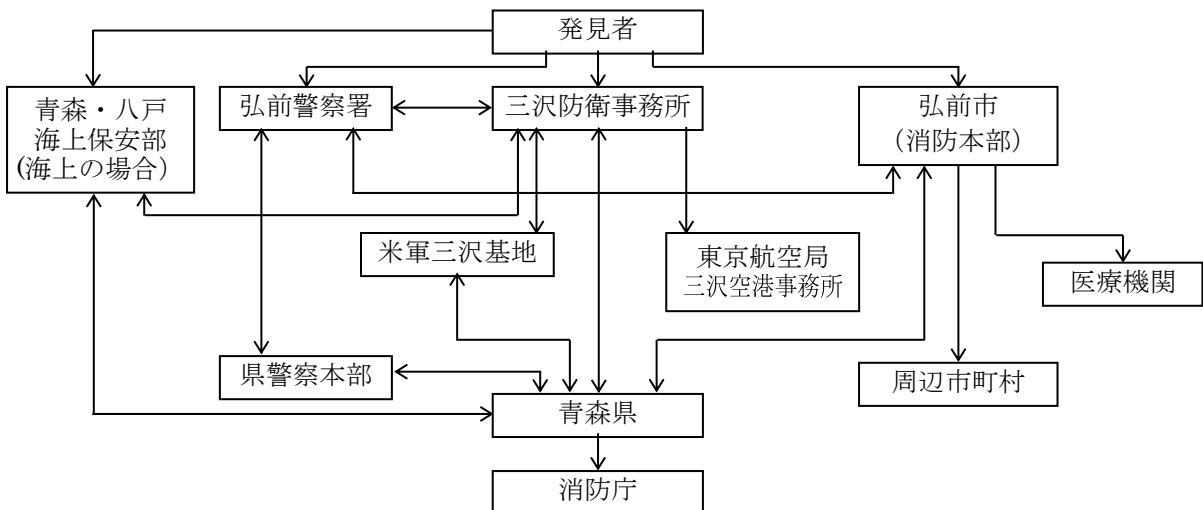 発見者
青森・八戸
海上保安部
(海上の場合）
弘前警察署
三沢防衛事務所
弘前市
（消防本部）
米軍三沢基地
東京航空局
三沢空港事務所
医療機関
県警察本部
周辺市町村
青森県
消防庁